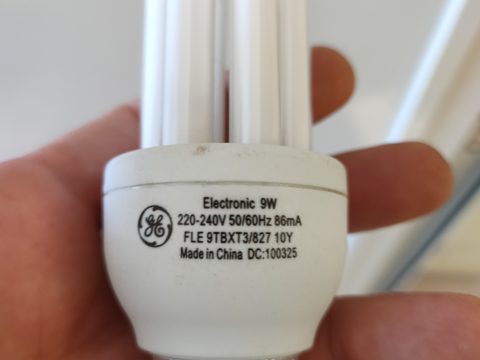 Electronic 9W
GE 220-240V 50/60Hz 86mA
FLE 9TBXT3/827 10Y
Made in China DC:100325